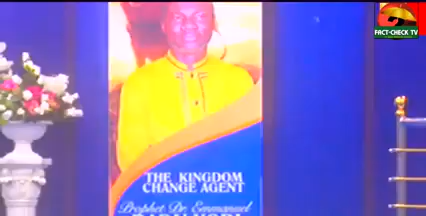 FACT-CHECK TV
THE KINGDOM
CHANGE AGENT
Prophet Dr. Emmanuel